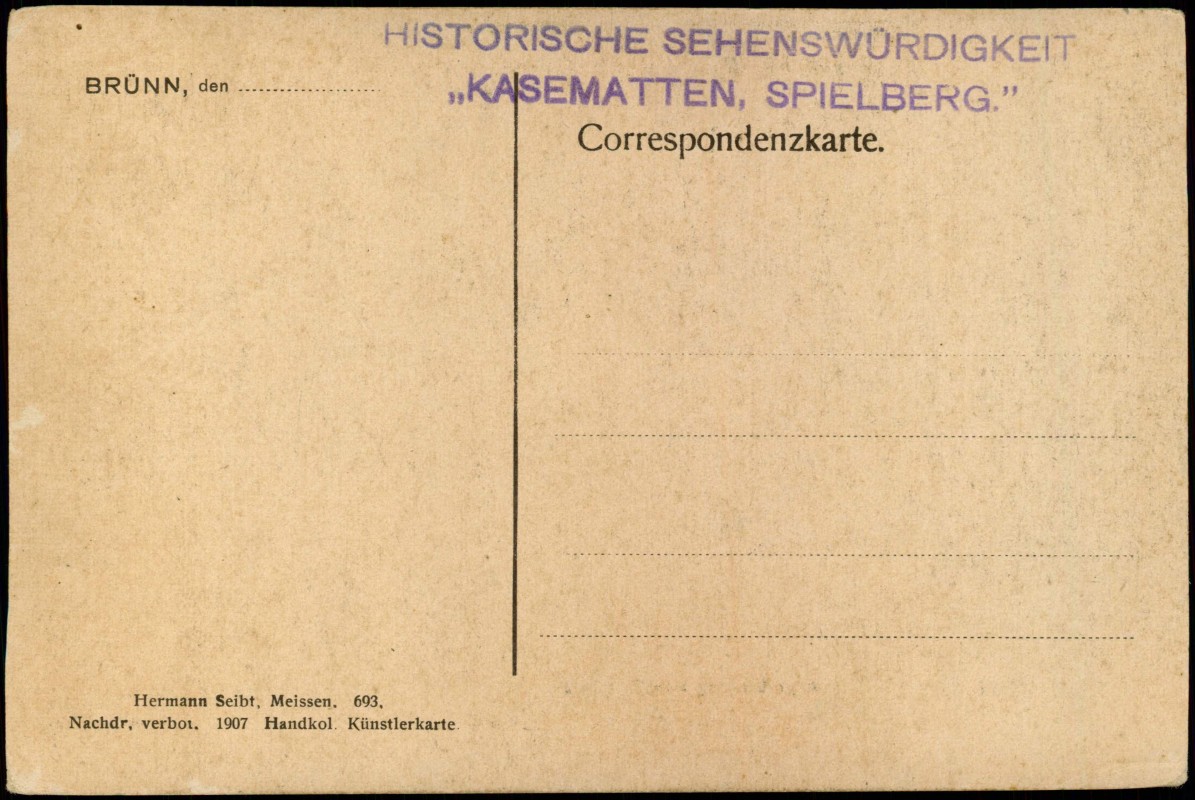 HISTORISCHE SEHENSWÜRDIGKEIT
„KASEMATTEN, SPIELBERG.”
BRÜNN, den
Correspondenzkarte.
Hermann Seibt, Meissen. 693.
Nachdr. verbot. 1907 Handkol. Künstlerkarte.